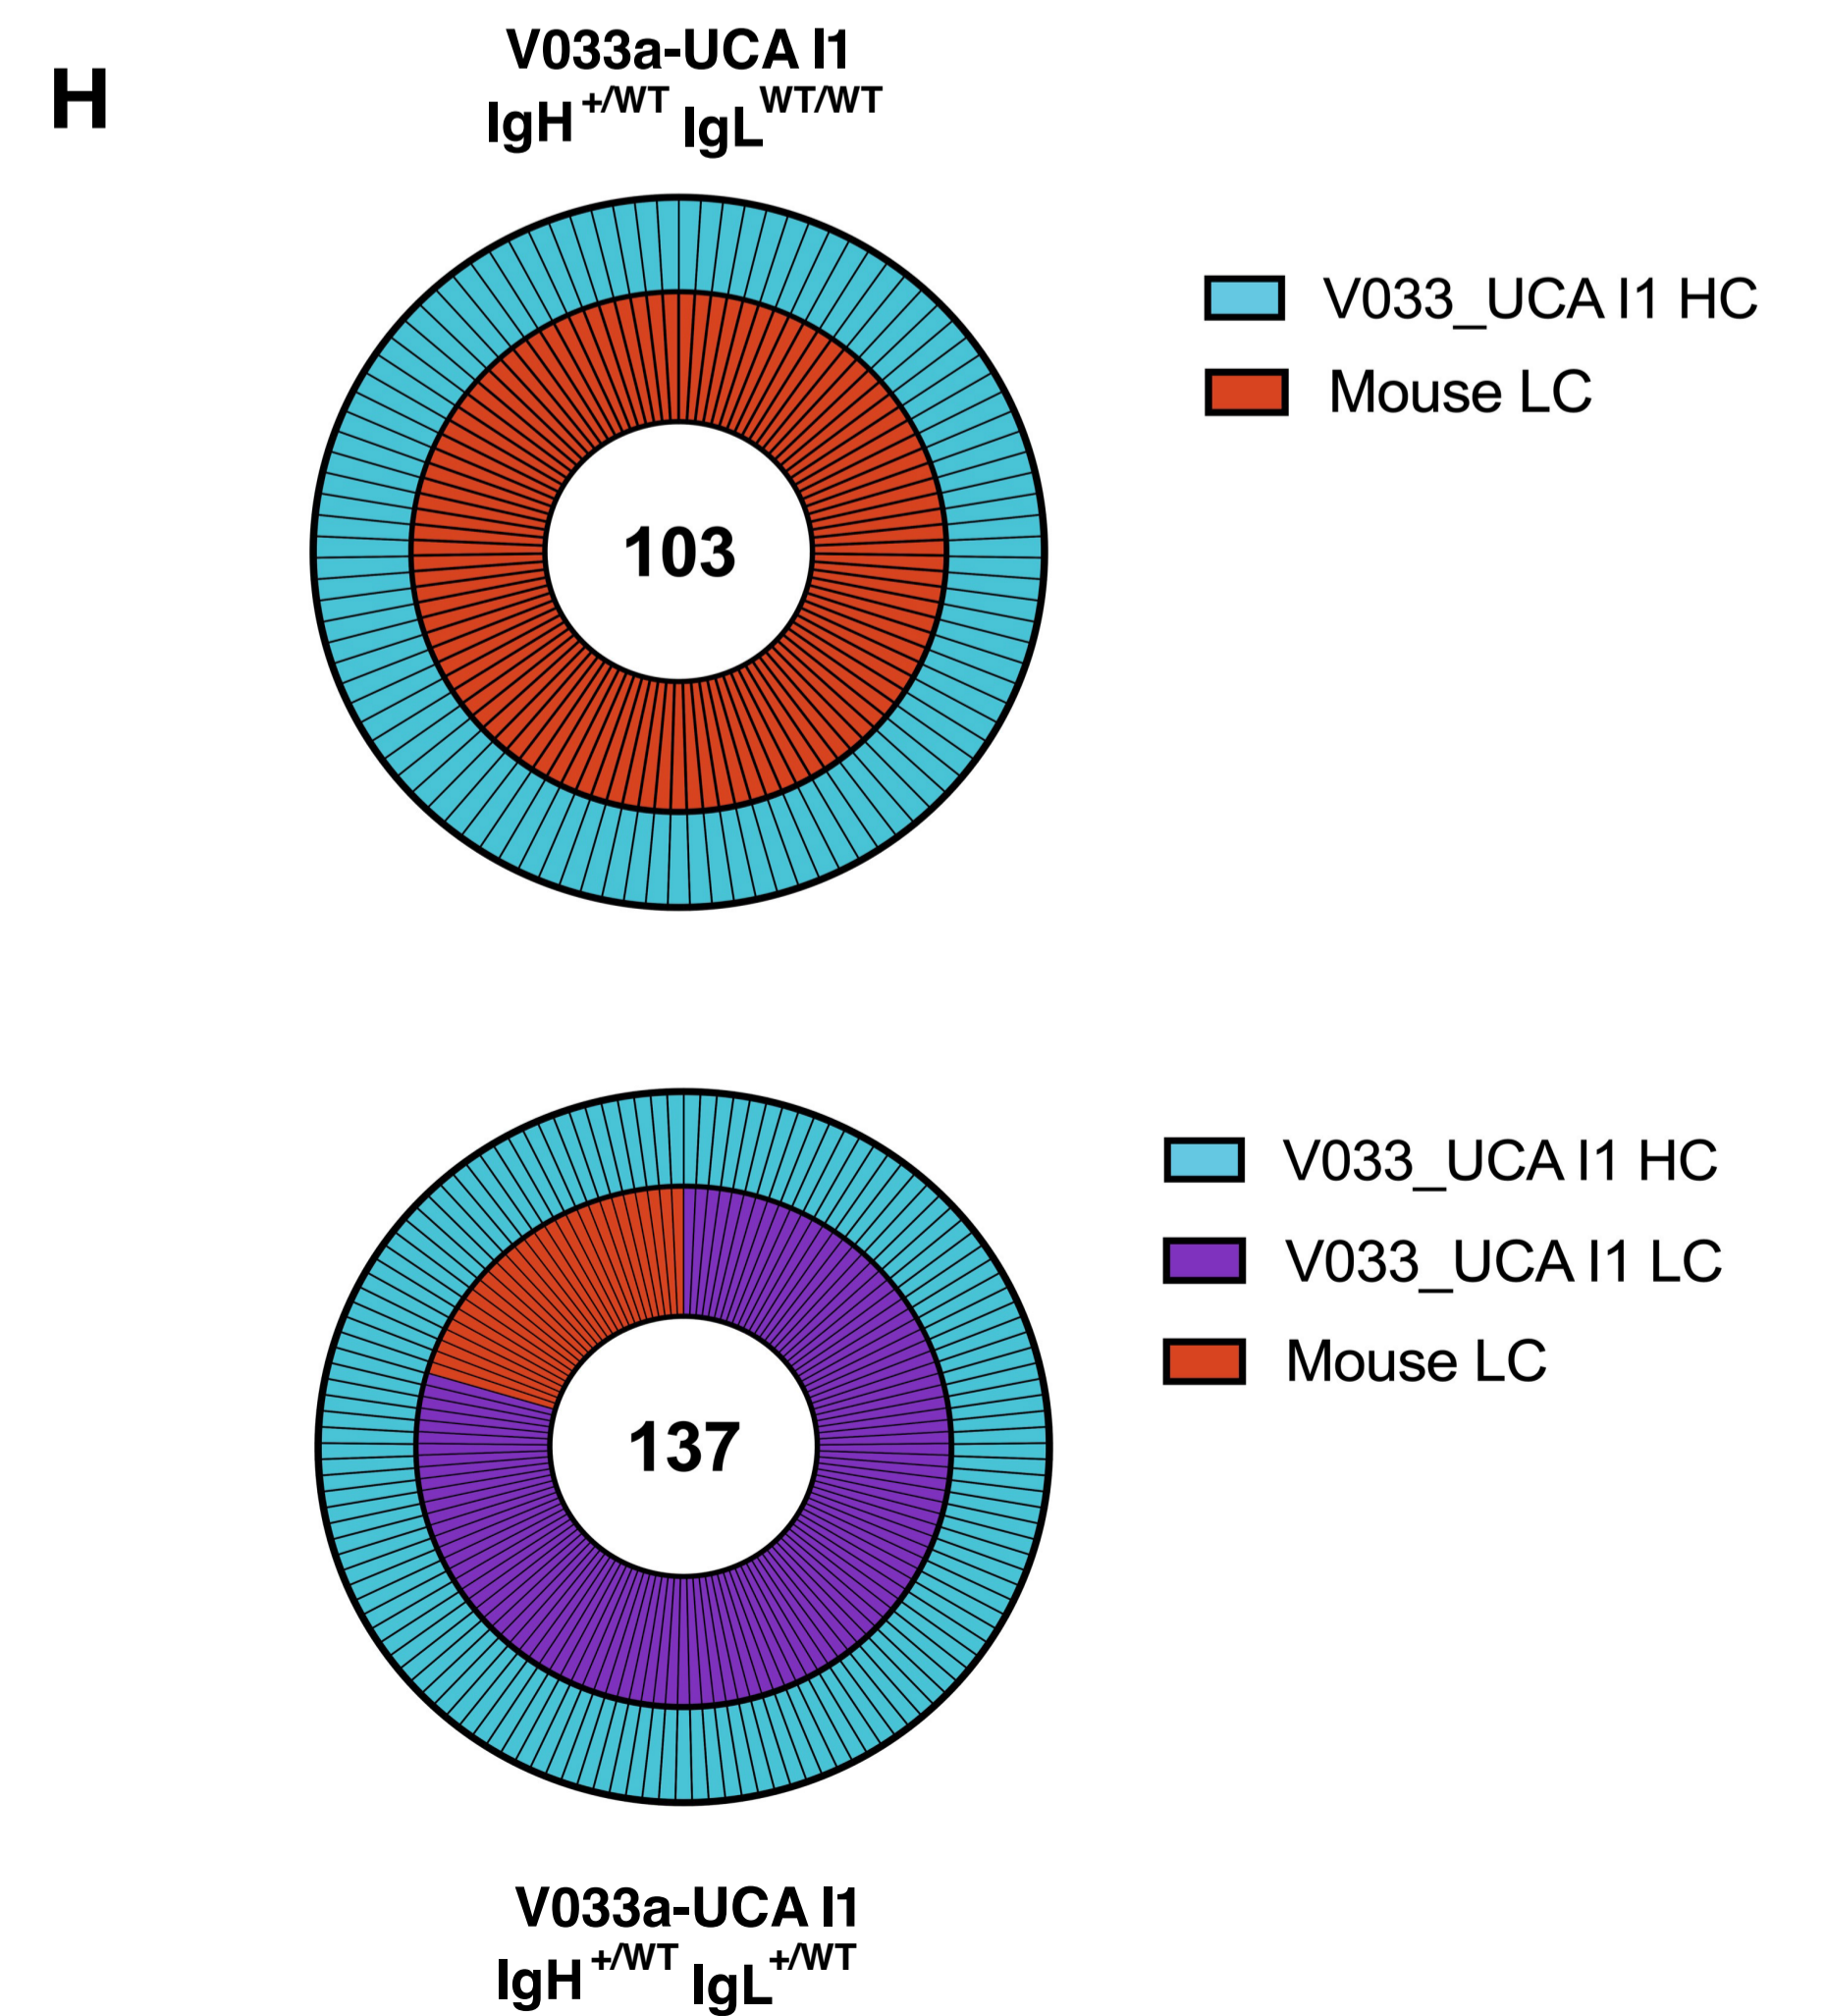 H
V033a-UCA I1
IgH +/WT IgL WT/WT
103
V033_UCA I1 HC
Mouse LC
137
V033_UCA I1 HC
V033_UCA I1 LC
Mouse LC
V033a-UCA I1
IgH +/WT IgL +/WT